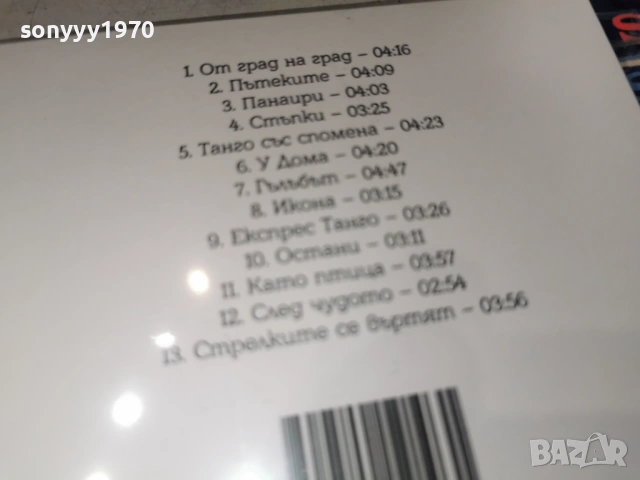 sonyyy1970
1. От град на град – 04:16
2. Пътеките – 04:09
3. Панаири – 04:03
4. Стъпки – 03:25
5. Танго със спомена – 04:23
6. У Дома – 04:20
7. Гълъбът – 04:47
8. Икона – 03:15
9. Експрес Танго – 03:26
10. Остани – 03:11
11. Като птица – 03:57
12. След чудото – 02:54
13. Стрелките се въртят – 03:56
BAZAR